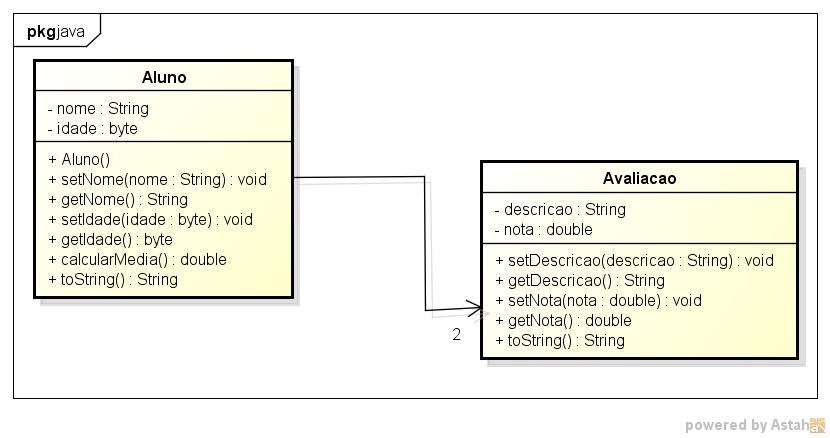 pkg java
Aluno
- nome : String
- idade : byte
+ Aluno()
+ setNome(nome : String) : void
+ getNome() : String
+ setIdade(idade : byte) : void
+ getIdade() : byte
+ calcularMedia() : double
+ toString() : String
Avaliacao
- descricao : String
- nota : double
+ setDescricao(descricao : String) : void
+ getDescricao() : String
+ setNota(nota : double) : void
+ getNota() : double
+ toString() : String
2
powered by Astah